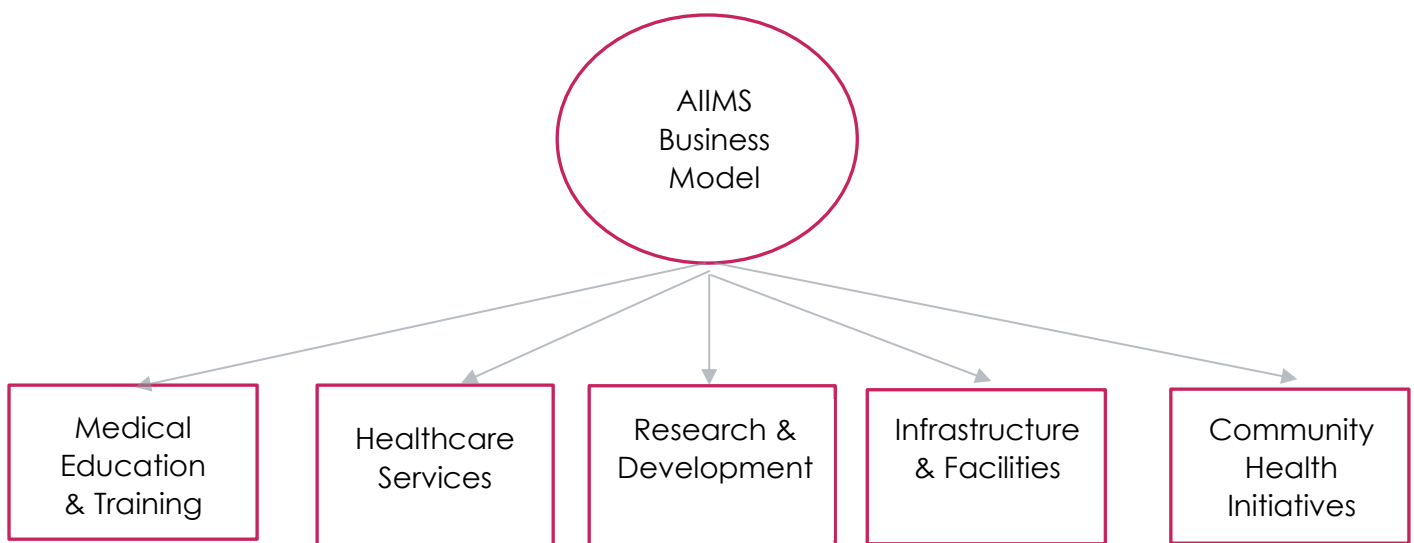 AIIMS
Business
Model
Medical
Education
& Training
Healthcare
Services
Research &
Development
Infrastructure
& Facilities
Community
Health
Initiatives